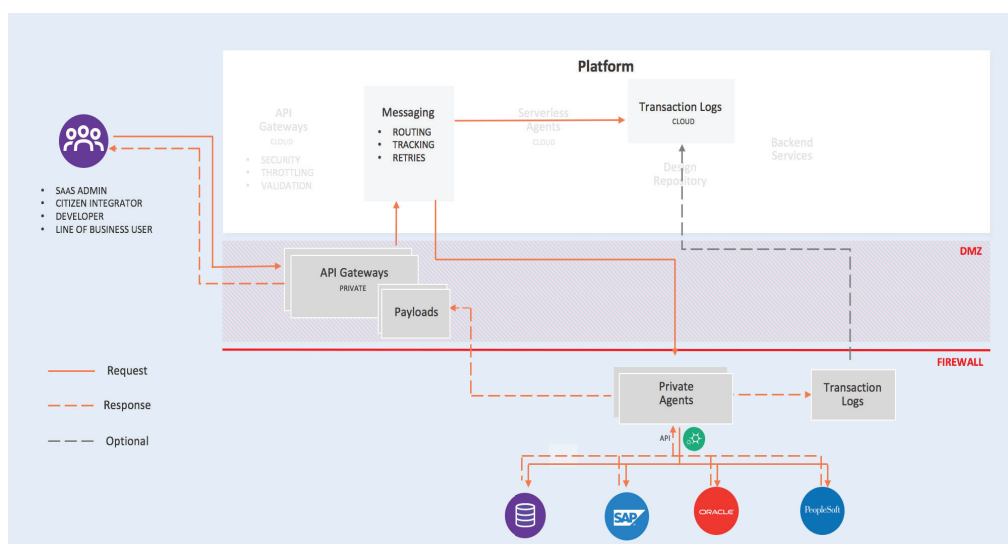 Platform
API
Gateways
CLOUD
• SECURITY
• THROTTLING
• VALIDATION
Messaging
• ROUTING
• TRACKING
• RETRIES
Serverless
Agents
CLOUD
Transaction Logs
CLOUD
Design
Repository
Backend
Services
• SAAS ADMIN
• CITIZEN INTEGRATOR
• DEVELOPER
• LINE OF BUSINESS USER
DMZ
API Gateways
PRIVATE
Payloads
FIREWALL
Request
Response
Optional
Private
Agents
Transaction
Logs
API
SAP
ORACLE
PeopleSoft